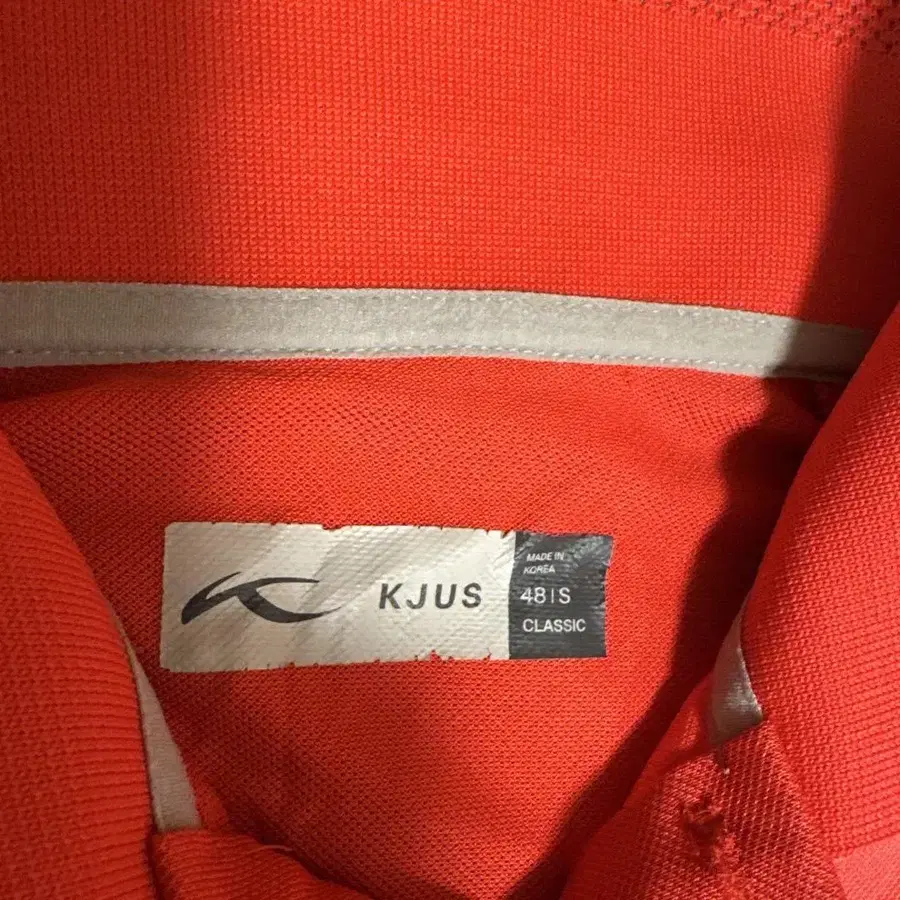 KJUS
MADE IN
KOREA
48 | S
CLASSIC